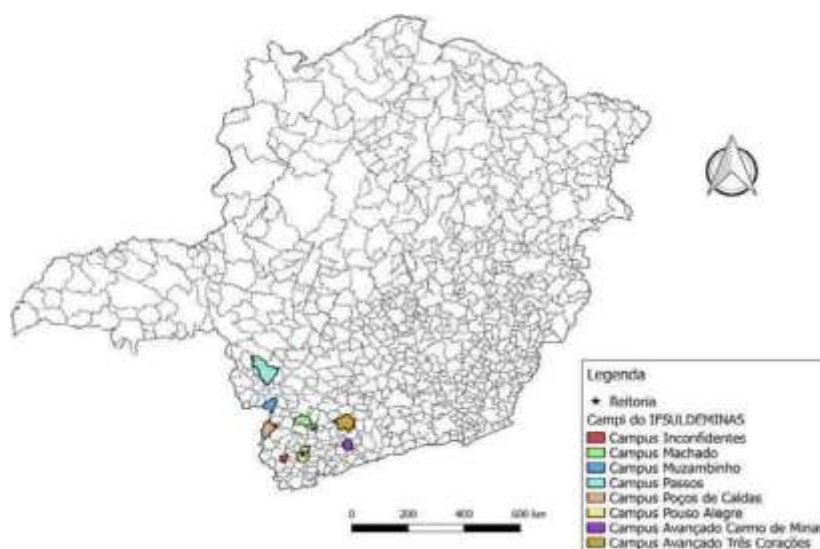 Legenda
Reitoria
Campi do IFSULDEMINAS
Campus Inconfidentes
Campus Machado
Campus Muzambinho
Campus Passos
Campus Poços de Caldas
Campus Pouso Alegre
Campus Avançado Carmo de Minas
Campus Avançado Três Corações
0 200 400 600 km